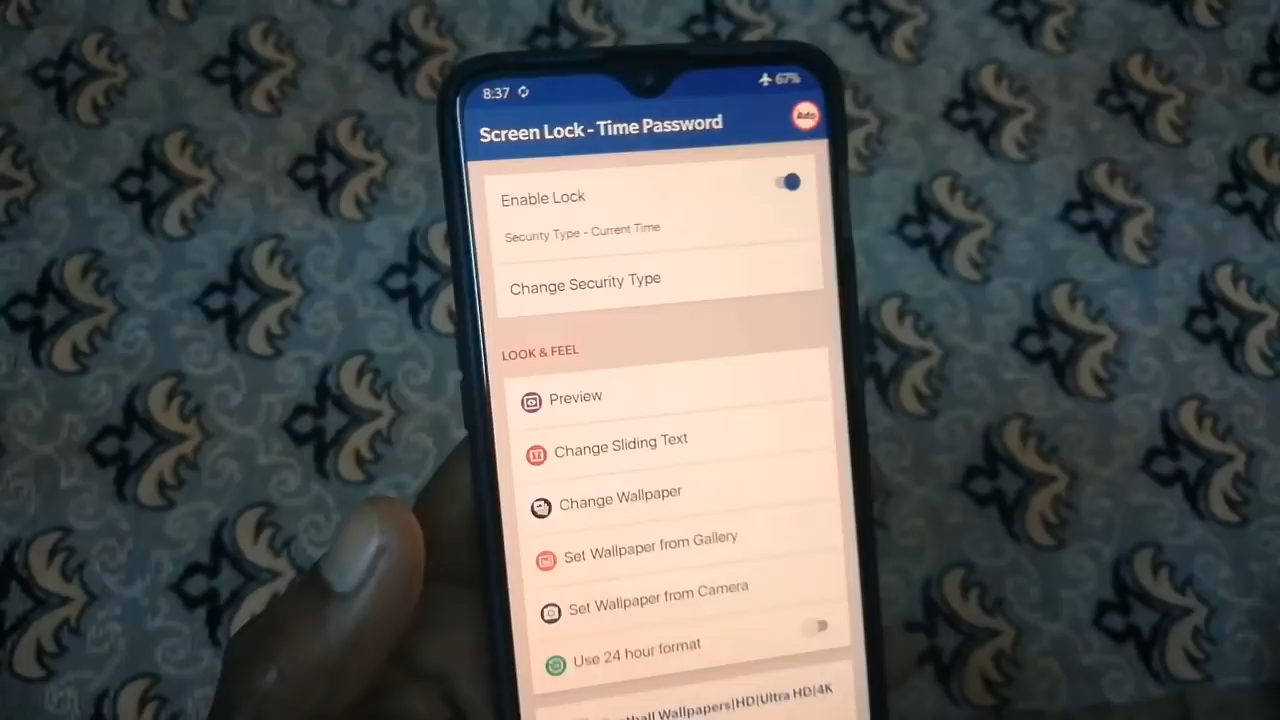 8:37 67%
Screen Lock - Time Password
Ads
Enable Lock
Security Type - Current Time
Change Security Type
LOOK & FEEL
Preview
Change Sliding Text
Change Wallpaper
Set Wallpaper from Gallery
Set Wallpaper from Camera
Use 24 hour format
Wallpapers|HD|Ultra HD|4K